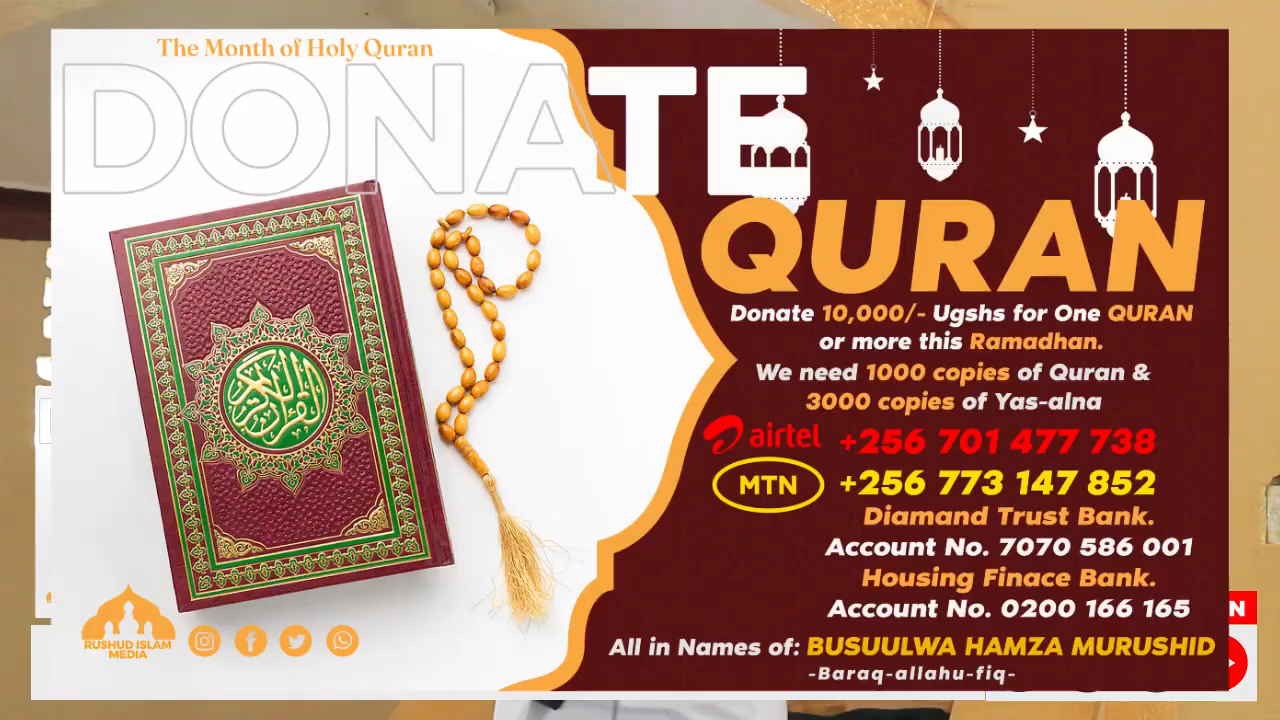 The Month of Holy Quran
DONATE
QURAN
Donate 10,000/- Ugshs for One QURAN
or more this Ramadhan.
We need 1000 copies of Quran &
3000 copies of Yas-alna
airtel +256 701 477 738
MTN +256 773 147 852
Diamand Trust Bank.
Account No. 7070 586 001
Housing Finace Bank.
Account No. 0200 166 165
All in Names of: BUSUULWA HAMZA MURUSHID
-Baraq-allahu-fiq-
القرآن الكريم
RUSHUD ISLAM
MEDIA
N